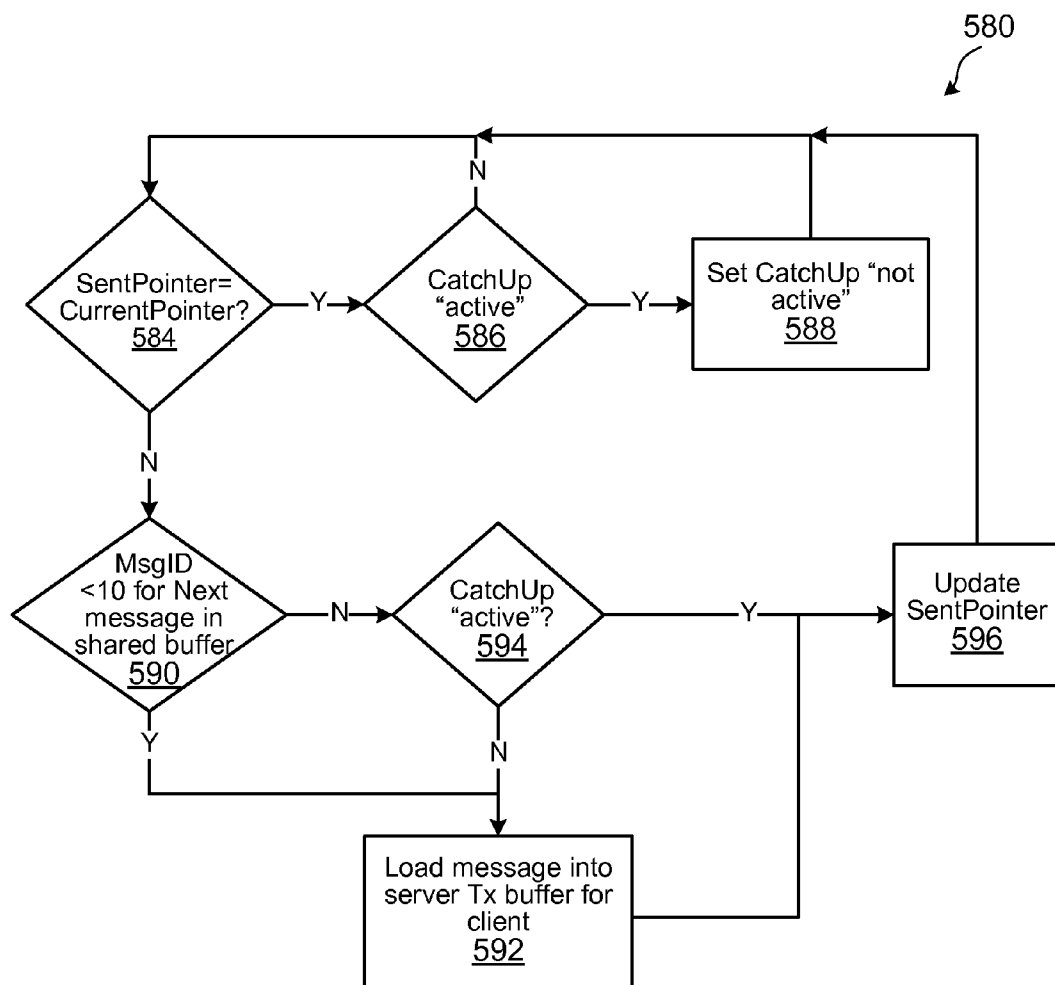 580
N
SentPointer=
CurrentPointer?
584
Y
CatchUp
“active”
586
Y
Set CatchUp “not
active”
588
N
MsgID
<10 for Next
message in
shared buffer
590
N
CatchUp
“active”?
594
Y
Update
SentPointer
596
Y
N
Load message into
server Tx buffer for
client
592